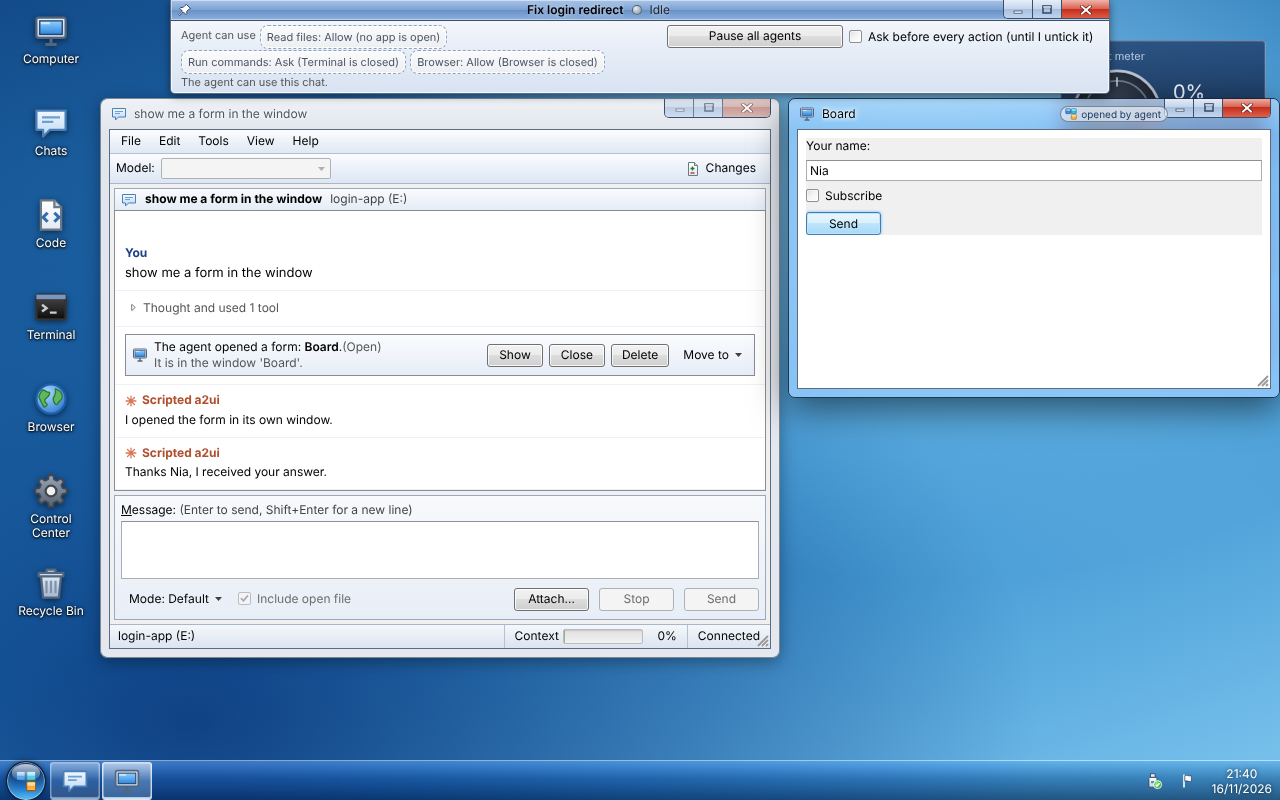 Computer
Chats
Code
Terminal
Browser
Control
Center
Recycle Bin
Fix login redirect Idle
Agent can use Read files: Allow (no app is open)
Run commands: Ask (Terminal is closed) Browser: Allow (Browser is closed)
The agent can use this chat.
Pause all agents Ask before every action (until I untick it)
meter
0%
show me a form in the window
File Edit Tools View Help
Model: Changes
show me a form in the window login-app (E:)
You
show me a form in the window
Thought and used 1 tool
The agent opened a form: Board.(Open)
It is in the window 'Board'.
Show Close Delete Move to
Scripted a2ui
I opened the form in its own window.
Scripted a2ui
Thanks Nia, I received your answer.
Message: (Enter to send, Shift+Enter for a new line)
Mode: Default Include open file Attach... Stop Send
login-app (E:) Context 0% Connected
Board opened by agent
Your name:
Nia
Subscribe
Send
21:40
16/11/2026